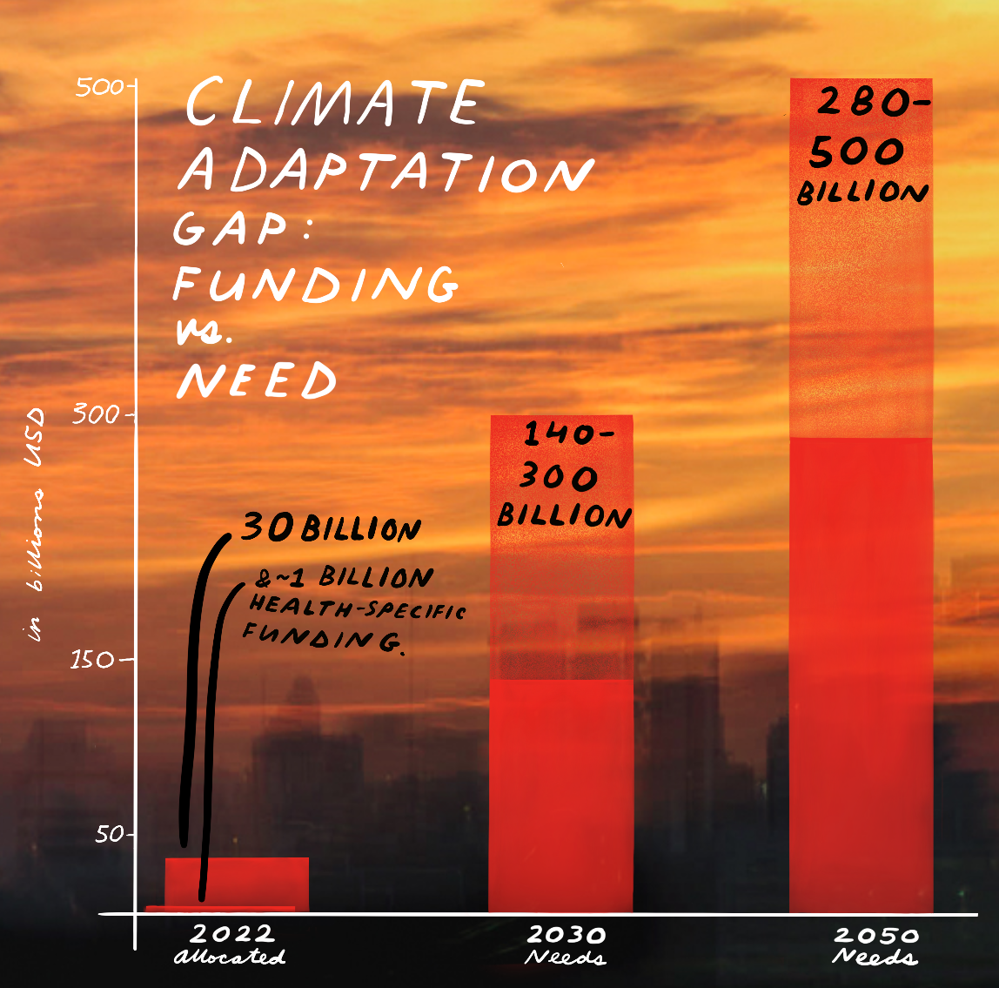 CLIMATE
ADAPTATION
GAP:
FUNDING
vs.
NEED
in billions USD
500
300
150
50
30 BILLION
& ~1 BILLION
HEALTH-SPECIFIC
FUNDING.
140-
300
BILLION
280-
500
BILLION
2022
allocated
2030
Needs
2050
Needs